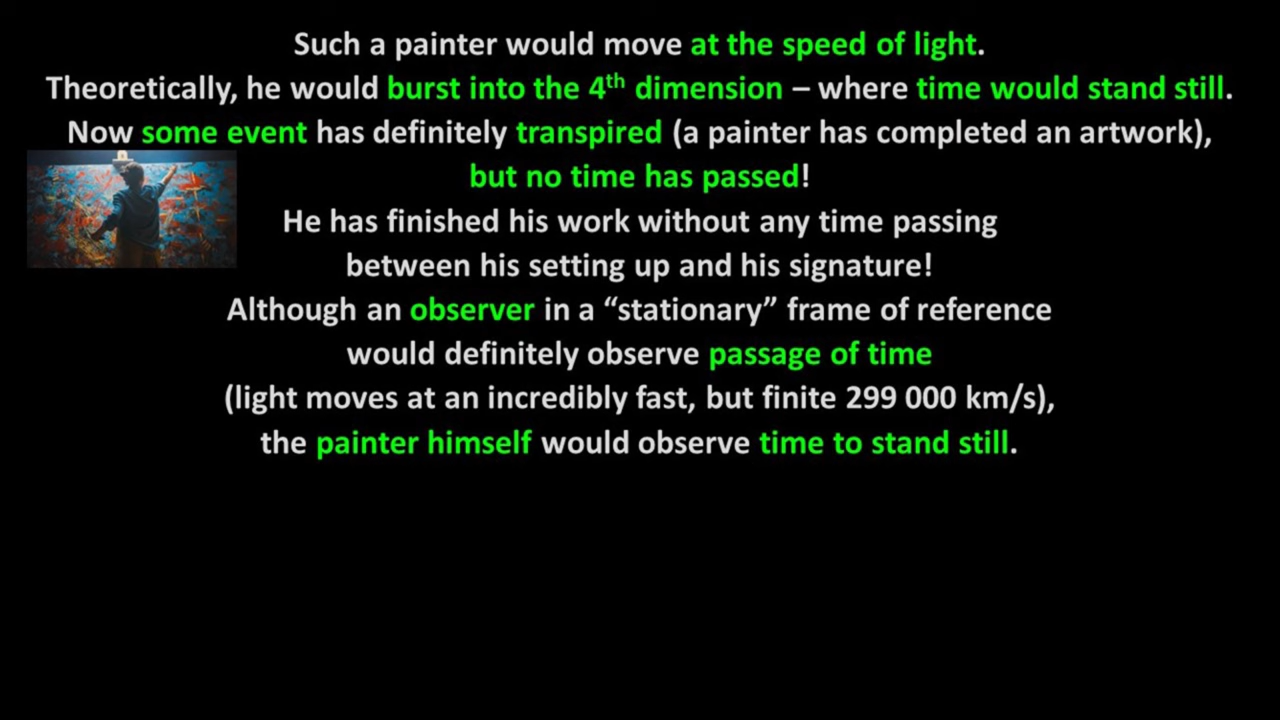 Such a painter would move at the speed of light.
Theoretically, he would burst into the 4th dimension – where time would stand still.
Now some event has definitely transpired (a painter has completed an artwork),
but no time has passed!
He has finished his work without any time passing
between his setting up and his signature!
Although an observer in a “stationary” frame of reference
would definitely observe passage of time
(light moves at an incredibly fast, but finite 299 000 km/s),
the painter himself would observe time to stand still.